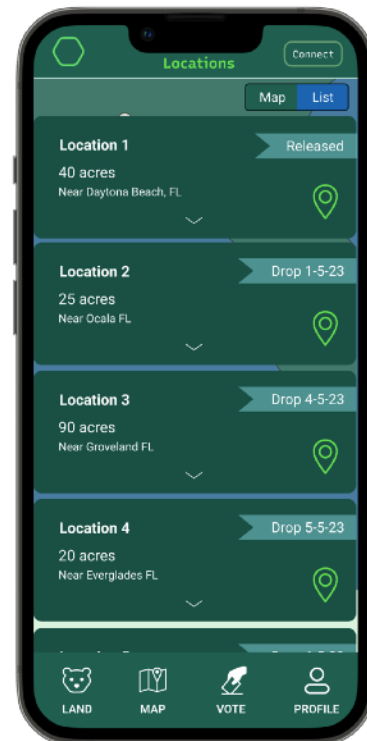 Locations
Connect
Map List
Location 1
Released
40 acres
Near Daytona Beach, FL
Location 2
Drop 1-5-23
25 acres
Near Ocala FL
Location 3
Drop 4-5-23
90 acres
Near Groveland FL
Location 4
Drop 5-5-23
20 acres
Near Everglades FL
LAND MAP VOTE PROFILE